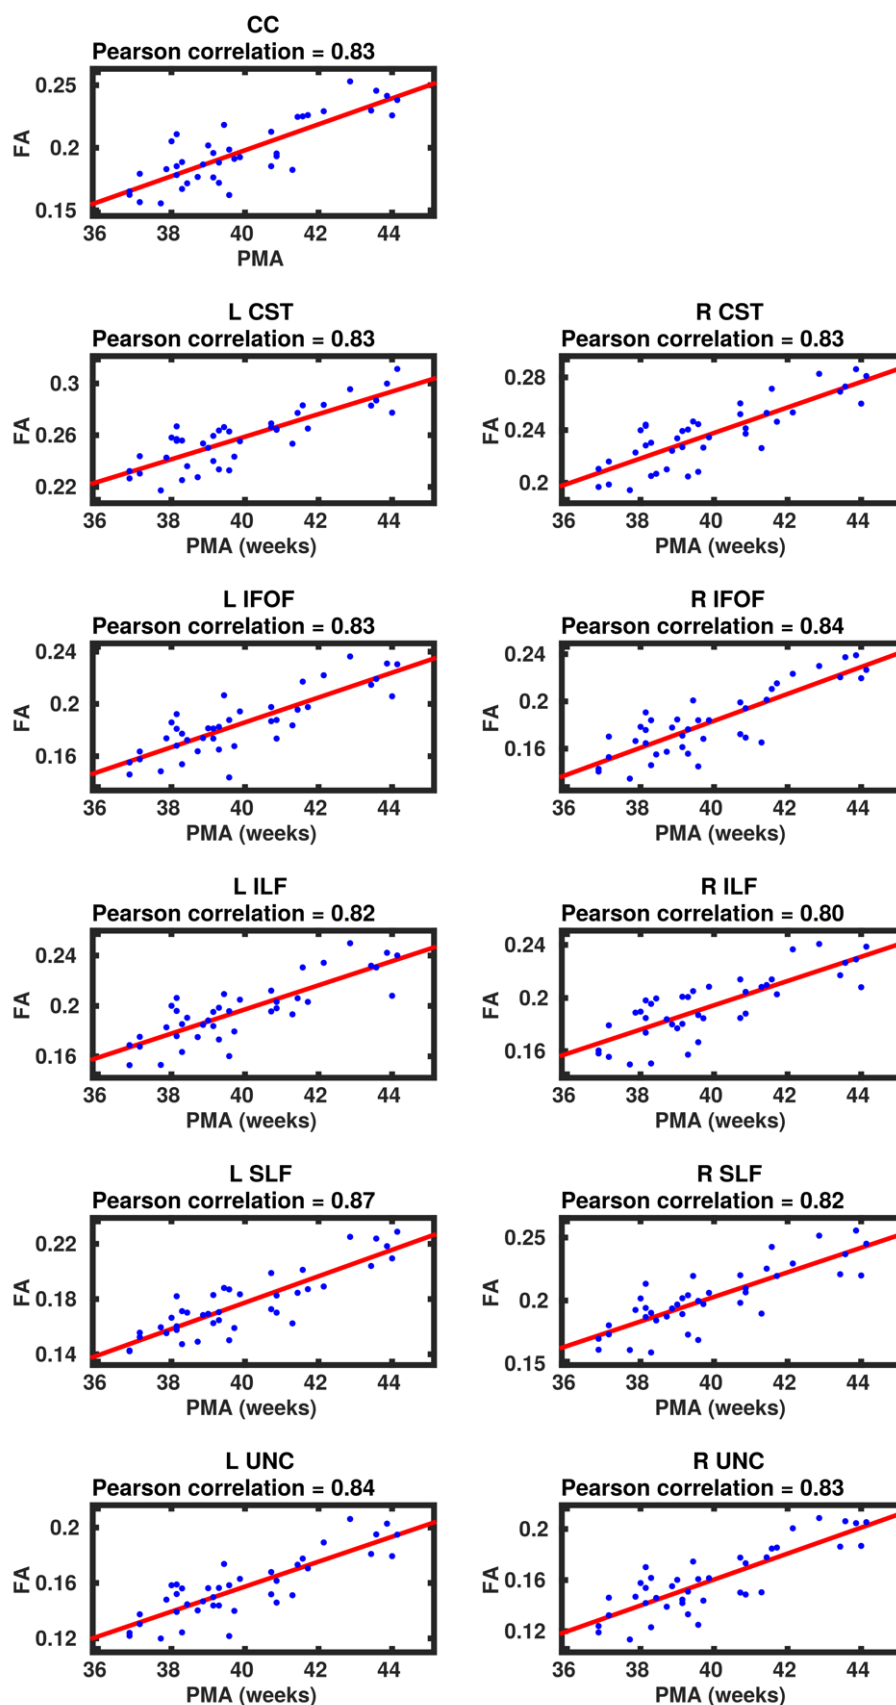 CC
Pearson correlation = 0.83
0.25
0.2
0.15
FA
36 38 40 42 44
PMA
L CST
Pearson correlation = 0.83
0.3
0.26
0.22
FA
36 38 40 42 44
PMA (weeks)
R CST
Pearson correlation = 0.83
0.28
0.24
0.2
FA
36 38 40 42 44
PMA (weeks)
L IFOF
Pearson correlation = 0.83
0.24
0.2
0.16
FA
36 38 40 42 44
PMA (weeks)
R IFOF
Pearson correlation = 0.84
0.24
0.2
0.16
FA
36 38 40 42 44
PMA (weeks)
L ILF
Pearson correlation = 0.82
0.24
0.2
0.16
FA
36 38 40 42 44
PMA (weeks)
R ILF
Pearson correlation = 0.80
0.24
0.2
0.16
FA
36 38 40 42 44
PMA (weeks)
L SLF
Pearson correlation = 0.87
0.22
0.18
0.14
FA
36 38 40 42 44
PMA (weeks)
R SLF
Pearson correlation = 0.82
0.25
0.2
0.15
FA
36 38 40 42 44
PMA (weeks)
L UNC
Pearson correlation = 0.84
0.2
0.16
0.12
FA
36 38 40 42 44
PMA (weeks)
R UNC
Pearson correlation = 0.83
0.2
0.16
0.12
FA
36 38 40 42 44
PMA (weeks)